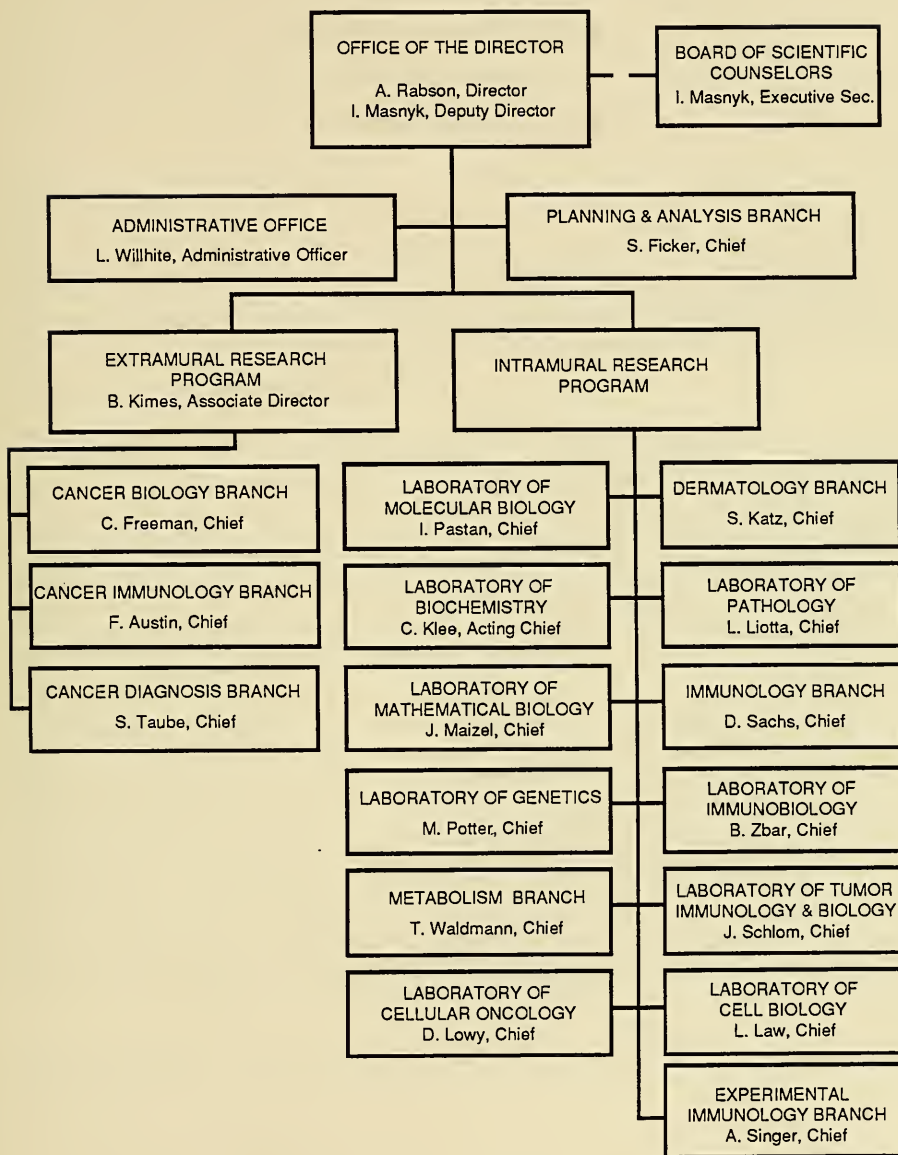 OFFICE OF THE DIRECTOR
A. Rabson, Director
I. Masnyk, Deputy Director
BOARD OF SCIENTIFIC
COUNSELORS
I. Masnyk, Executive Sec.
ADMINISTRATIVE OFFICE
L. Willhite, Administrative Officer
PLANNING & ANALYSIS BRANCH
S. Ficker, Chief
EXTRAMURAL RESEARCH
PROGRAM
B. Kimes, Associate Director
INTRAMURAL RESEARCH
PROGRAM
CANCER BIOLOGY BRANCH
C. Freeman, Chief
CANCER IMMUNOLOGY BRANCH
F. Austin, Chief
CANCER DIAGNOSIS BRANCH
S. Taube, Chief
LABORATORY OF
MOLECULAR BIOLOGY
I. Pastan, Chief
DERMATOLOGY BRANCH
S. Katz, Chief
LABORATORY OF
BIOCHEMISTRY
C. Klee, Acting Chief
LABORATORY OF
PATHOLOGY
L. Liotta, Chief
LABORATORY OF
MATHEMATICAL BIOLOGY
J. Maizel, Chief
IMMUNOLOGY BRANCH
D. Sachs, Chief
LABORATORY OF GENETICS
M. Potter, Chief
LABORATORY OF
IMMUNOBIOLOGY
B. Zbar, Chief
METABOLISM BRANCH
T. Waldmann, Chief
LABORATORY OF TUMOR
IMMUNOLOGY & BIOLOGY
J. Schlom, Chief
LABORATORY OF
CELLULAR ONCOLOGY
D. Lowy, Chief
LABORATORY OF
CELL BIOLOGY
L. Law, Chief
EXPERIMENTAL
IMMUNOLOGY BRANCH
A. Singer, Chief